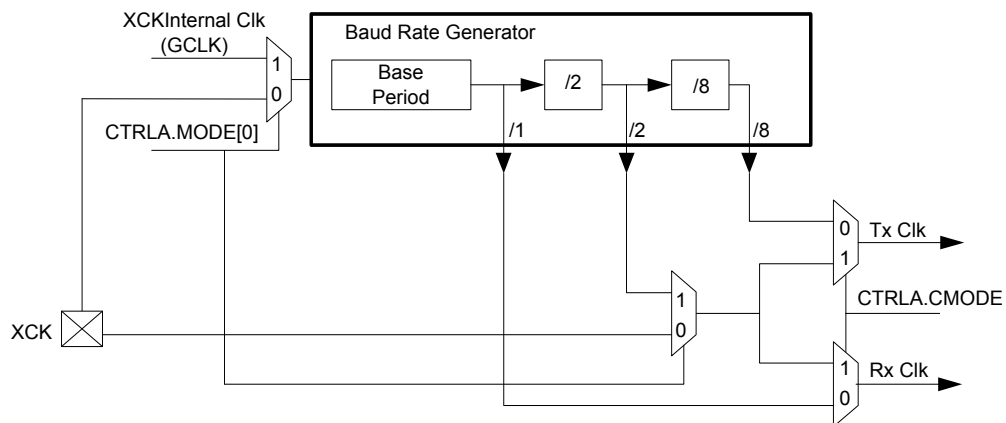 XCKInternal Clk
(GCLK)
Baud Rate Generator
1
0
Base
Period
/2
/8
CTRLA.MODE[0]
/1
/2
/8
0
1
Tx Clk
1
0
CTRLA.CMODE
XCK
1
0
Rx Clk